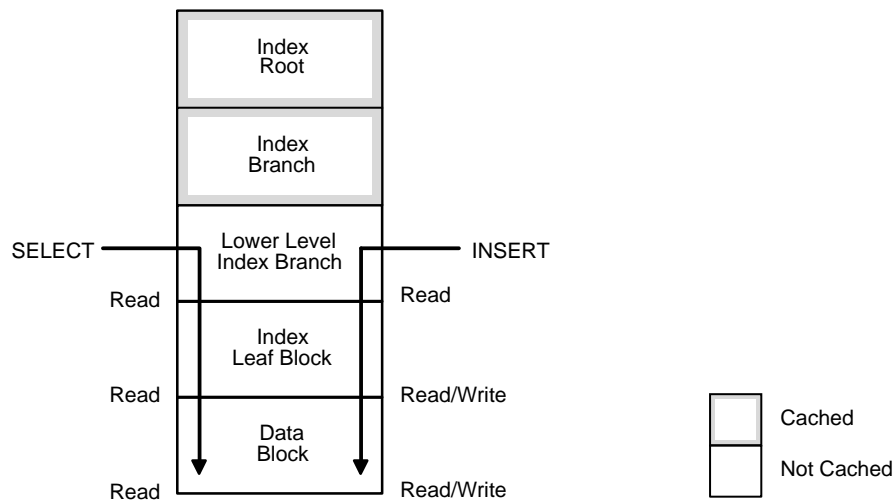 Index
Root
Index
Branch
SELECT
Lower Level
Index Branch
INSERT
Read
Read
Index
Leaf Block
Read
Read/Write
Data
Block
Read
Read/Write
Cached
Not Cached